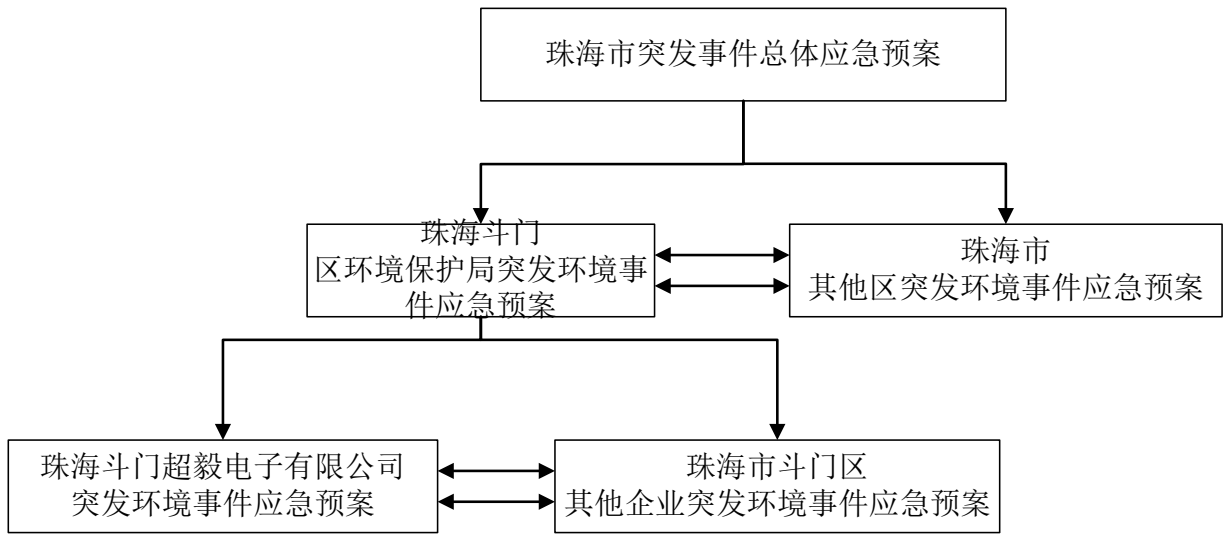 珠海市突发事件总体应急预案
珠海斗门
区环境保护局突发环境事
件应急预案
珠海市
其他区突发环境事件应急预案
珠海斗门超毅电子有限公司
突发环境事件应急预案
珠海市斗门区
其他企业突发环境事件应急预案